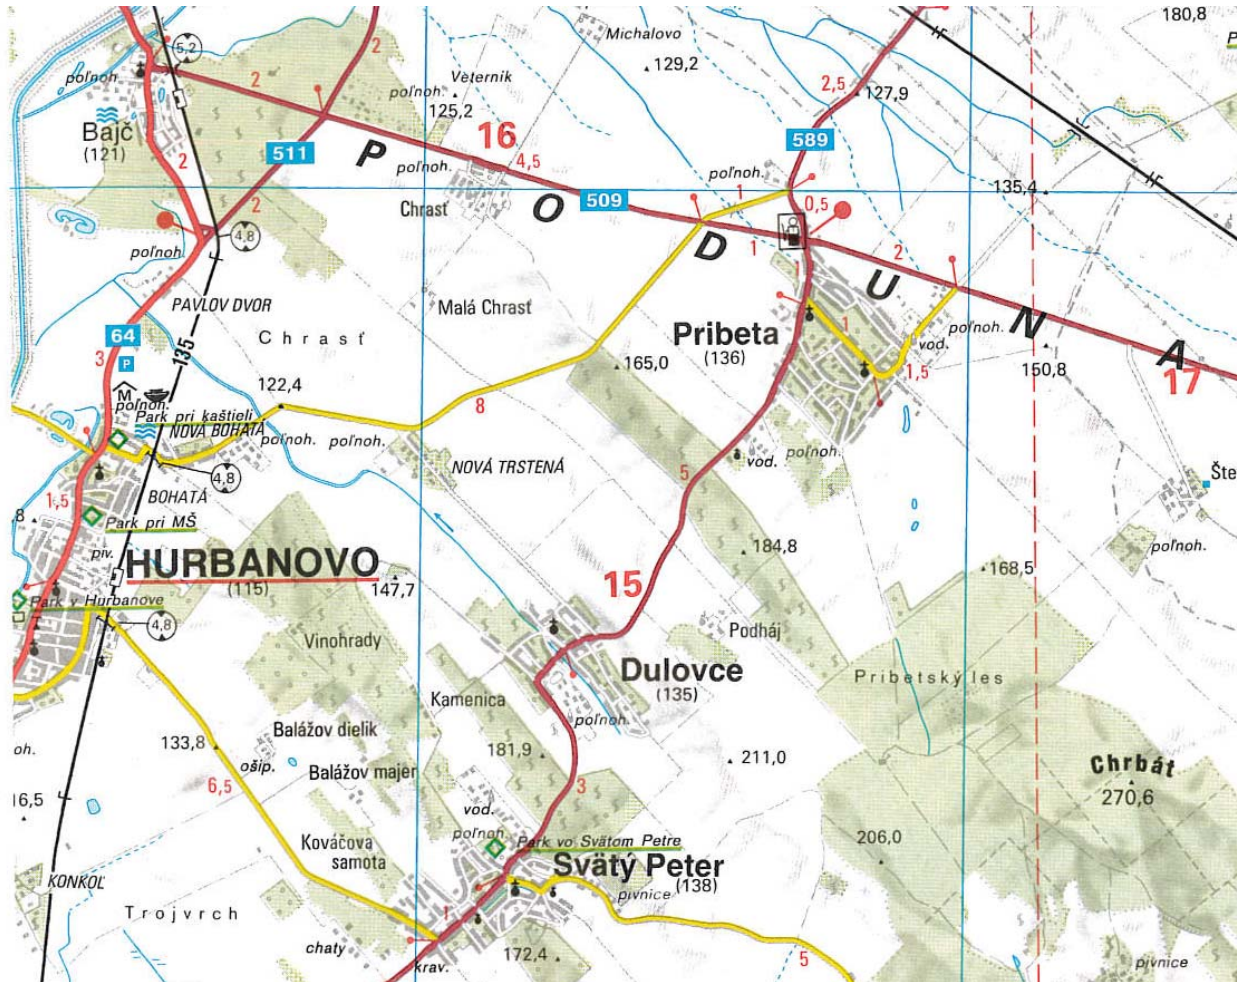 180,8
Michalovo
129,2
2
5,2
poľnoh.
2
Veterník
poľnoh.
125,2
2,5
127,9
Bajč
(121)
2
511
P
16
4,5
589
poľnoh.
poľnoh.
1
135,4
Chrasť
509
O
0,5
2
4,8
D
1
2
poľnoh.
U
PAVLOV DVOR
Malá Chrasť
1
N
poľnoh.
A
64
Chrasť
Pribeta
(136)
1
vod.
3
P
135
165,0
1,5
150,8
17
M
122,4
poľnoh.
8
Park pri kaštieli
NOVÁ BOHATÁ
poľnoh.
poľnoh.
NOVÁ TRSTENÁ
5
vod.
poľnoh.
4,8
Šte
1,5
BOHATÁ
,8
Park pri MŠ
piv.
184,8
poľnoh.
HURBANOVO
(115)
147,7
15
168,5
Park v Hurbanove
4,8
Vinohrady
Podháj
Dulovce
(135)
Pribetský les
Kamenica
poľnoh.
Balážov dielik
133,8
ošíp.
181,9
211,0
Chrbát
270,6
oh.
Balážov majer
6,5
3
16,5
vod.
poľnoh.
Park vo Svätom Petre
206,0
Kováčova
samota
Svätý Peter
(138)
KONKOĽ
pivnice
Trojvrch
1
chaty
krav.
172,4
5
pivnice